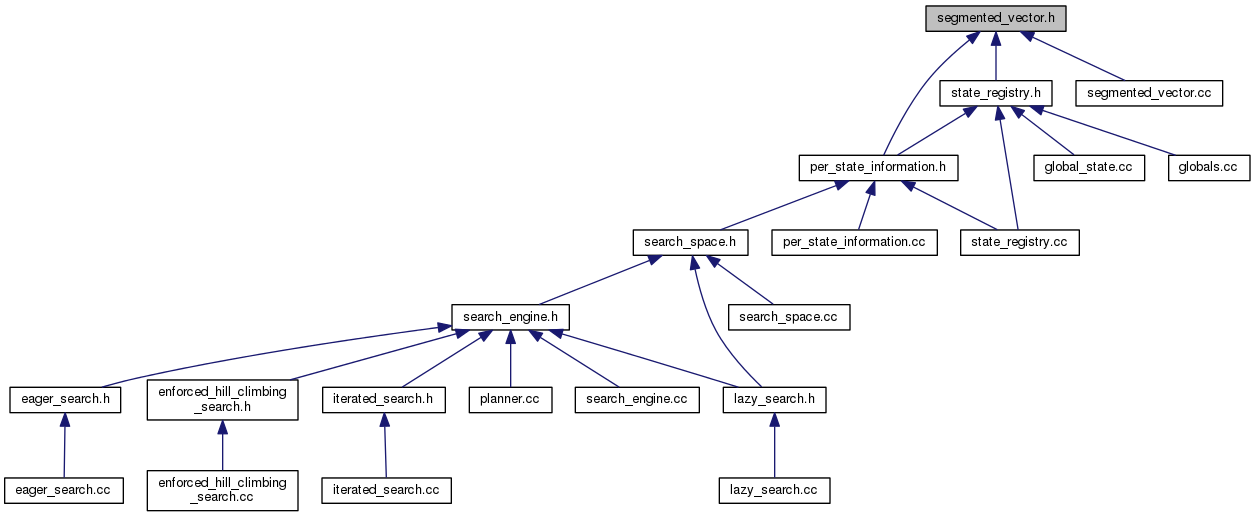 segmented_vector.h
state_registry.h
segmented_vector.cc
per_state_information.h
global_state.cc
globals.cc
search_space.h
per_state_information.cc
state_registry.cc
search_engine.h
search_space.cc
eager_search.h
enforced_hill_climbing
_search.h
iterated_search.h
planner.cc
search_engine.cc
lazy_search.h
eager_search.cc
enforced_hill_climbing
_search.cc
iterated_search.cc
lazy_search.cc